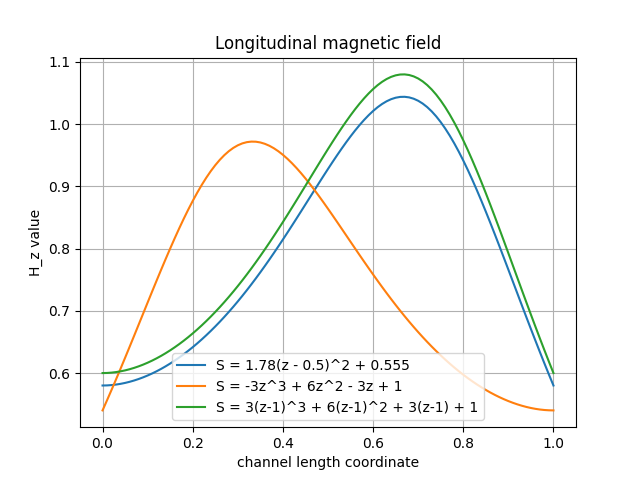 Longitudinal magnetic field
H_z value
1.1
1.0
0.9
0.8
0.7
0.6
S = 1.78(z - 0.5)^2 + 0.555
S = -3z^3 + 6z^2 - 3z + 1
S = 3(z-1)^3 + 6(z-1)^2 + 3(z-1) + 1
0.0 0.2 0.4 0.6 0.8 1.0
channel length coordinate